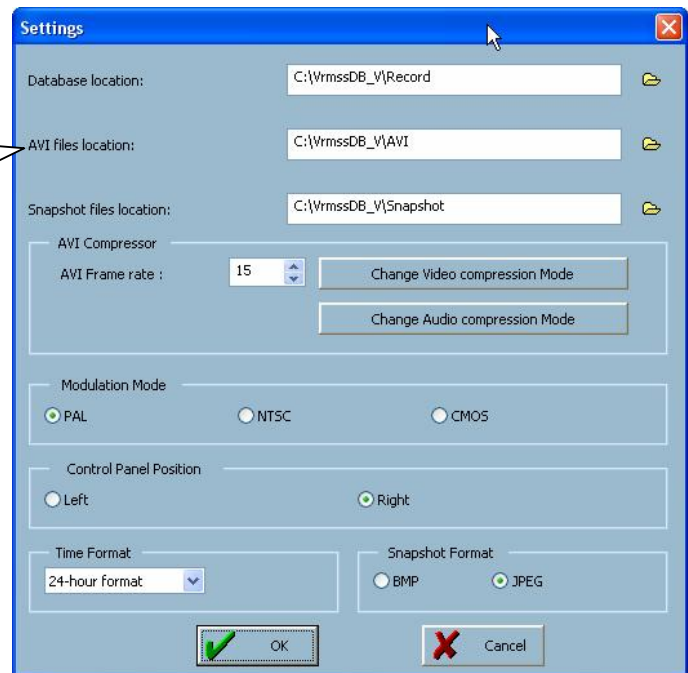 Settings
Database location: C:\VrmssDB_V\Record
AVI files location: C:\VrmssDB_V\AVI
Snapshot files location: C:\VrmssDB_V\Snapshot
AVI Compressor
AVI Frame rate : 15 Change Video compression Mode
Change Audio compression Mode
Modulation Mode
PAL NTSC CMOS
Control Panel Position
Left Right
Time Format Snapshot Format
24-hour format BMP JPEG
OK Cancel